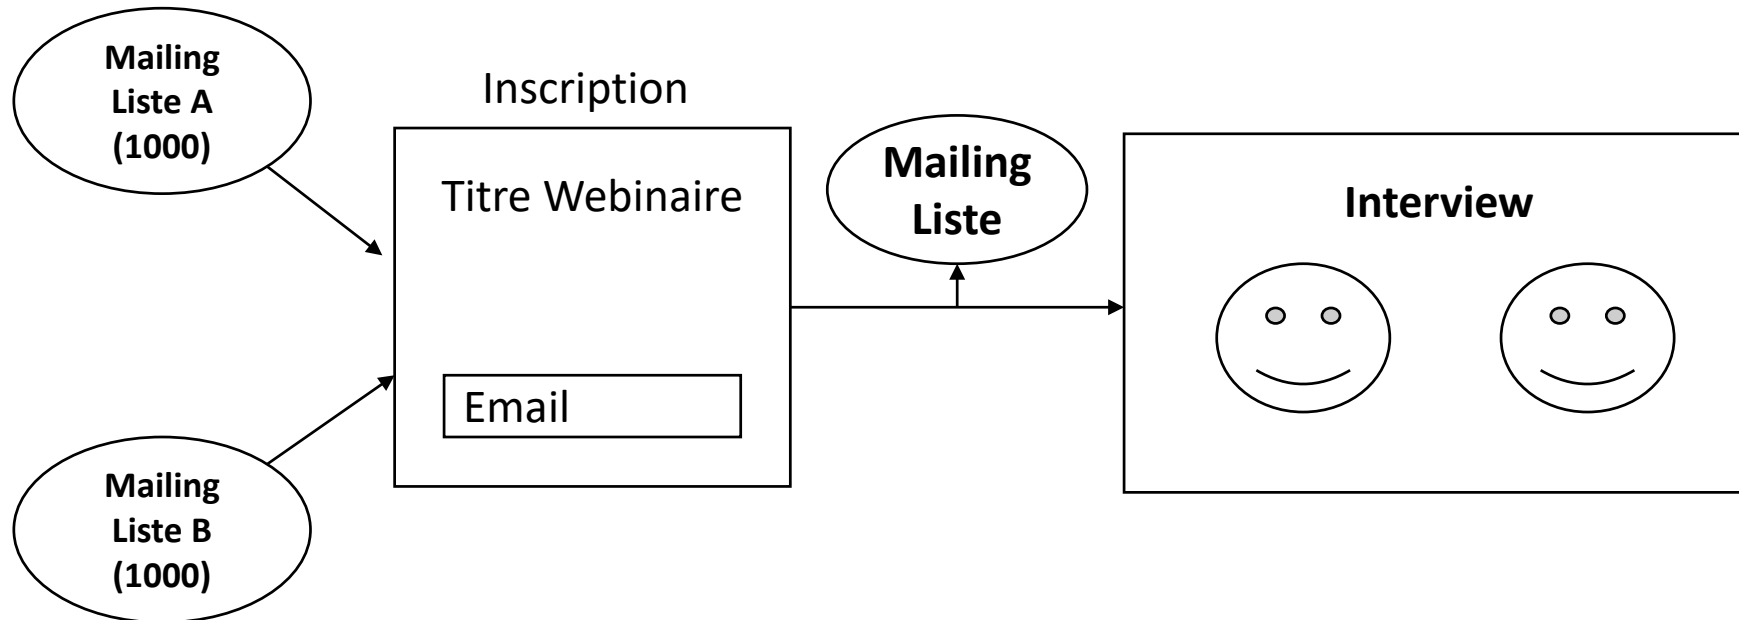 Mailing
Liste A
(1000)
Inscription
Titre Webinaire
Email
Mailing
Liste B
(1000)
Mailing
Liste
Interview